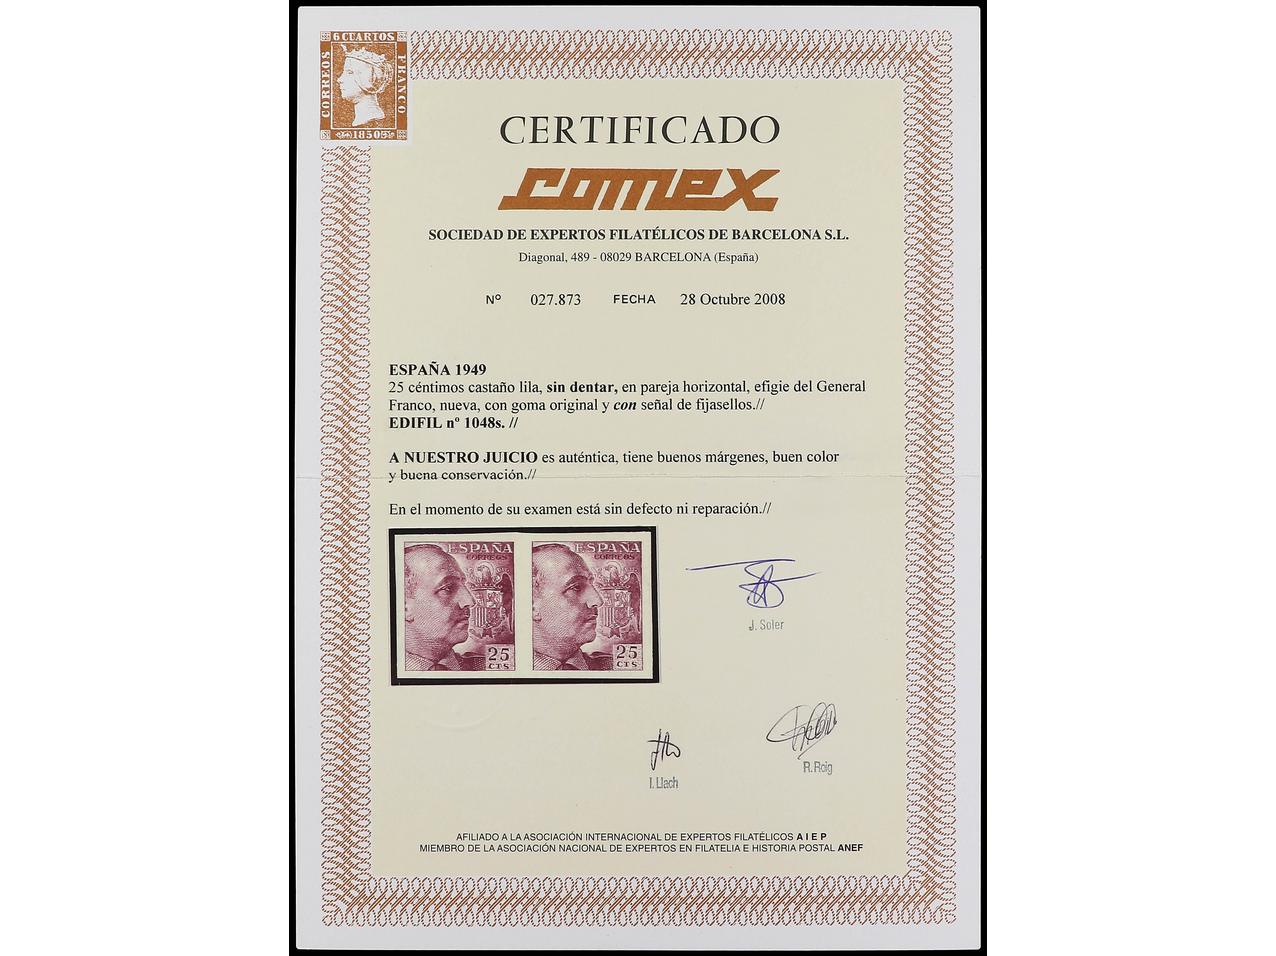 6 CUARTOS
CORREOS
FRANCO
1850
CERTIFICADO
comex
SOCIEDAD DE EXPERTOS FILATÉLICOS DE BARCELONA S.L.
Diagonal, 489 - 08029 BARCELONA (España)
Nº 027.873 FECHA 28 Octubre 2008
ESPAÑA 1949
25 céntimos castaño lila, sin dentar, en pareja horizontal, efigie del General
Franco, nueva, con goma original y con señal de fijasellos.//
EDIFIL nº 1048s. //
A NUESTRO JUICIO es auténtica, tiene buenos márgenes, buen color
y buena conservación.//
En el momento de su examen está sin defecto ni reparación.//
ESPAÑA
CORREOS
25
CTS
ESPAÑA
CORREOS
25
CTS
J. Soler
I. Llach
R. Roig
AFILIADO A LA ASOCIACIÓN INTERNACIONAL DE EXPERTOS FILATÉLICOS A I E P
MIEMBRO DE LA ASOCIACIÓN NACIONAL DE EXPERTOS EN FILATELIA E HISTORIA POSTAL ANEF